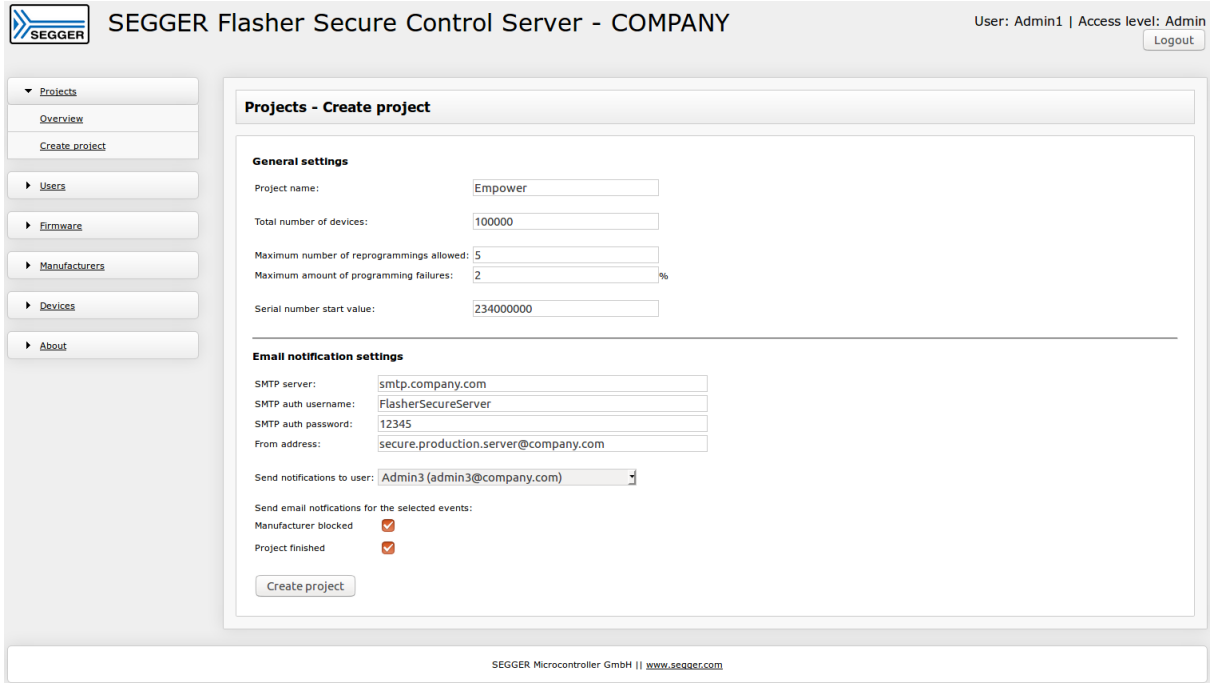 SEGGER
SEGGER Flasher Secure Control Server - COMPANY
User: Admin1 | Access level: Admin
Logout
Projects
Overview
Create project
Users
Firmware
Manufacturers
Devices
About
Projects - Create project
General settings
Project name: Empower
Total number of devices: 100000
Maximum number of reprogrammings allowed: 5
Maximum amount of programming failures: 2 %
Serial number start value: 234000000
Email notification settings
SMTP server: smtp.company.com
SMTP auth username: FlasherSecureServer
SMTP auth password: 12345
From address: secure.production.server@company.com
Send notifications to user: Admin3 (admin3@company.com)
Send email notfications for the selected events:
Manufacturer blocked
Project finished
Create project
SEGGER Microcontroller GmbH || www.segger.com